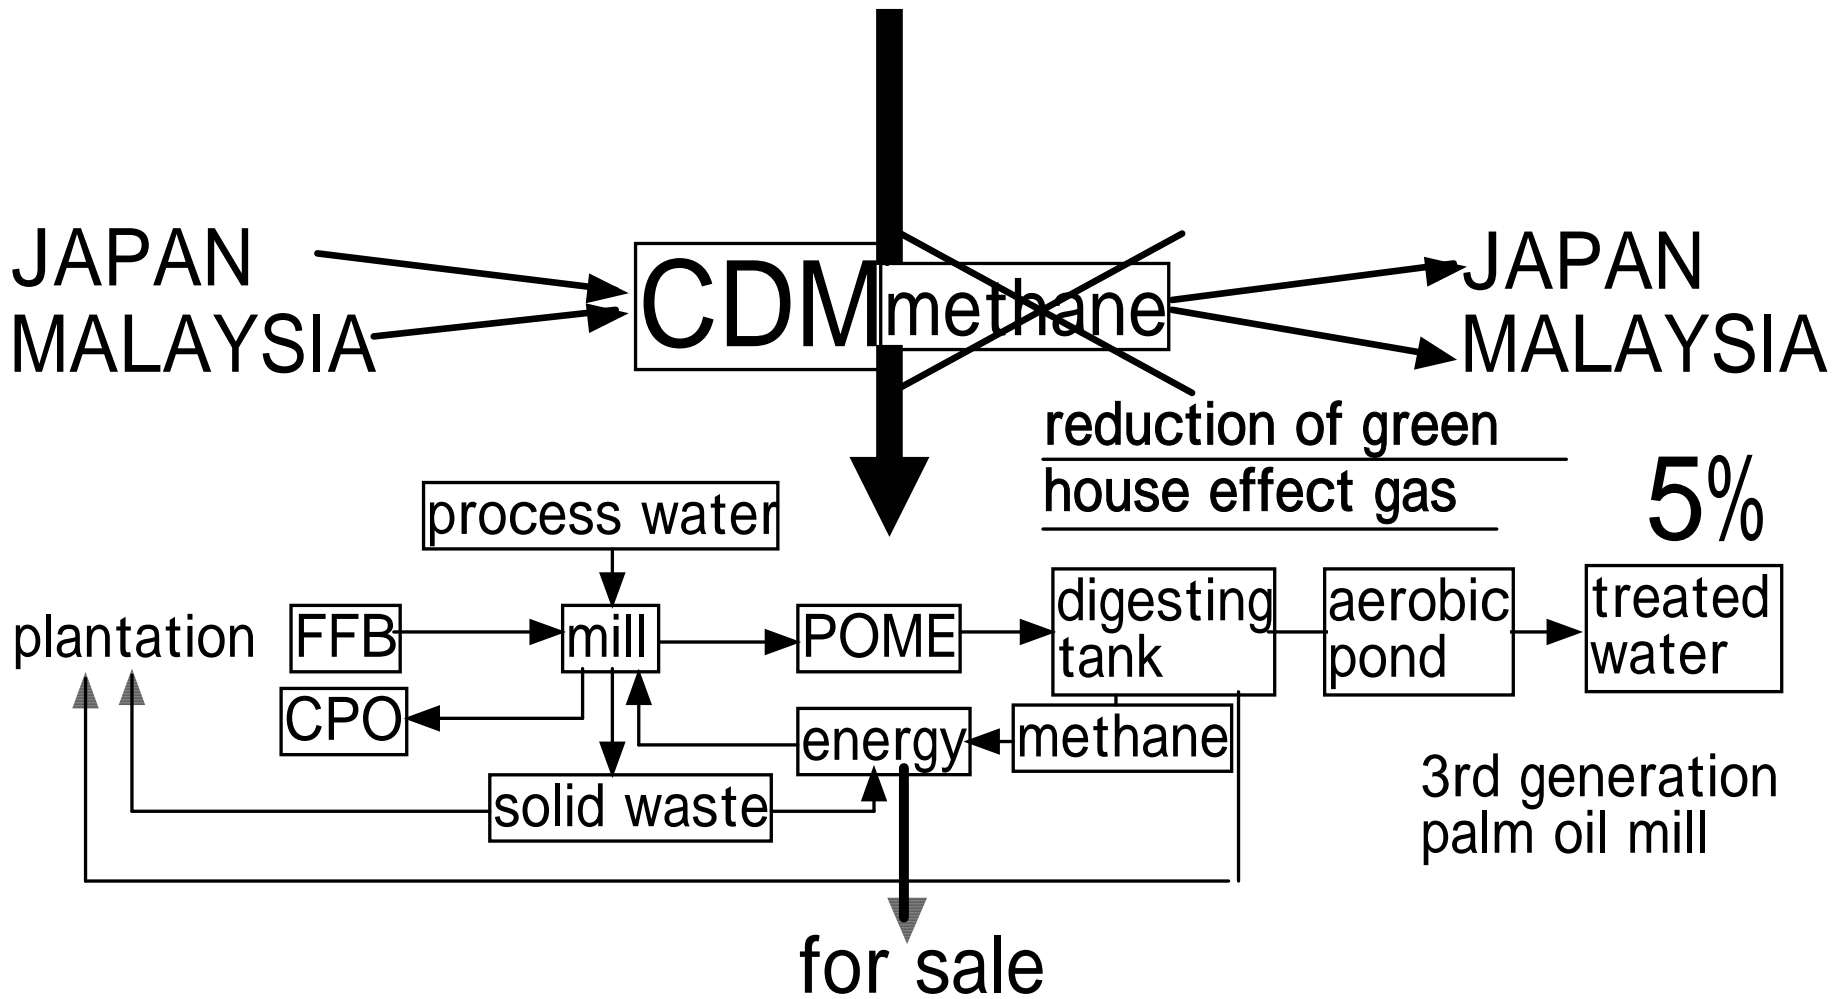 JAPAN
MALAYSIA
CDM
methane
JAPAN
MALAYSIA
reduction of green
house effect gas
5%
process water
plantation
FFB
mill
POME
digesting
tank
aerobic
pond
treated
water
CPO
energy
methane
solid waste
3rd generation
palm oil mill
for sale